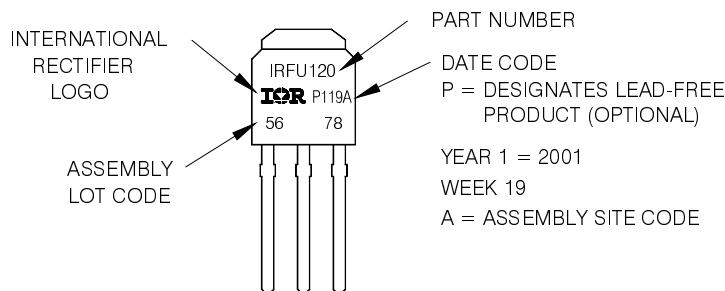 INTERNATIONAL
RECTIFIER
LOGO
ASSEMBLY
LOT CODE
IRFU120
IOR P119A
56 78
PART NUMBER
DATE CODE
P = DESIGNATES LEAD-FREE
PRODUCT (OPTIONAL)
YEAR 1 = 2001
WEEK 19
A = ASSEMBLY SITE CODE